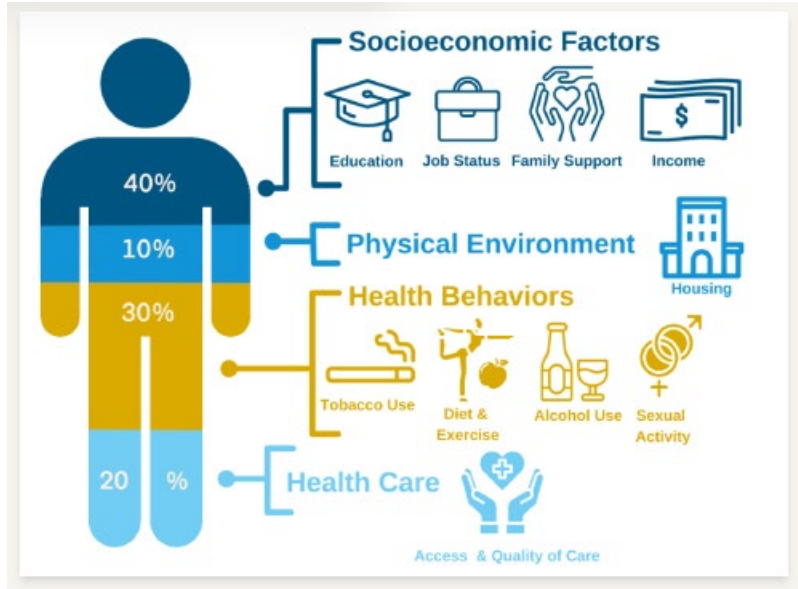 Socioeconomic Factors
Education
Job Status
Family Support
$
Income
40%
10%
Physical Environment
Housing
30%
Health Behaviors
Tobacco Use
Diet &
Exercise
Alcohol Use
Sexual
Activity
20 %
Health Care
Access & Quality of Care